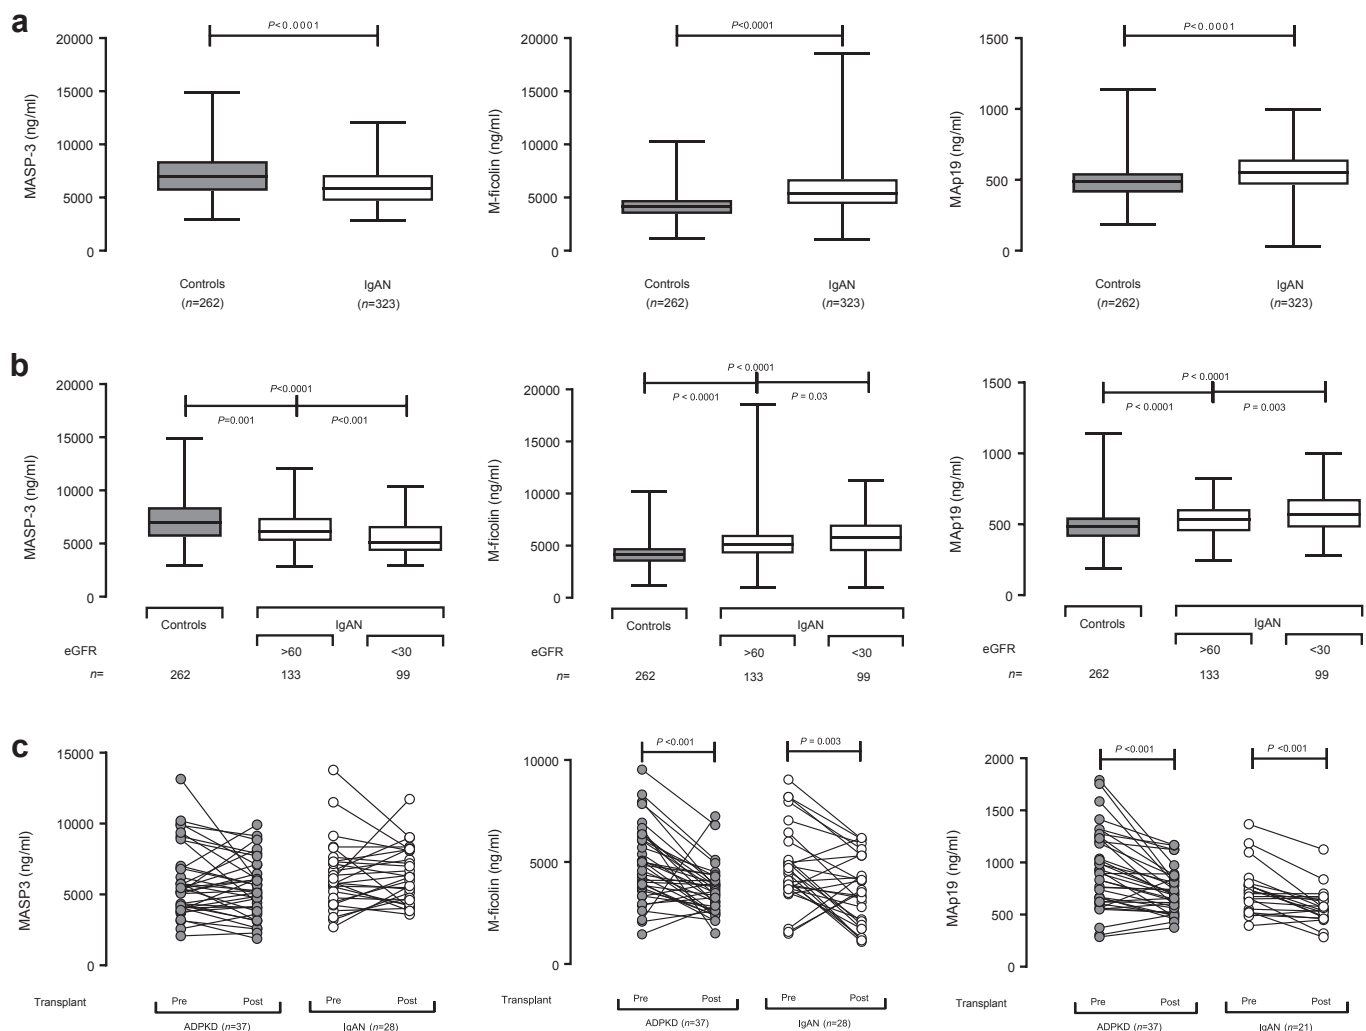 a
P<0.0001
P<0.0001
P<0.0001
20000
15000
10000
5000
0
MASP-3 (ng/ml)
Controls
(n=262)
IgAN
(n=323)
20000
15000
10000
5000
0
M-ficolin (ng/ml)
Controls
(n=262)
IgAN
(n=323)
1500
1000
500
0
MAp19 (ng/ml)
Controls
(n=262)
IgAN
(n=323)
b
20000
15000
10000
5000
0
MASP-3 (ng/ml)
P<0.0001
P=0.001
P<0.001
Controls
IgAN
eGFR
>60
<30
n=
262
133
99
20000
15000
10000
5000
0
M-ficolin (ng/ml)
P < 0.0001
P < 0.0001
P = 0.03
Controls
IgAN
eGFR
>60
<30
n=
262
133
99
1500
1000
500
0
MAp19 (ng/ml)
P < 0.0001
P < 0.0001
P = 0.003
Controls
IgAN
eGFR
>60
<30
n=
262
133
99
c
15000
10000
5000
0
MASP3 (ng/ml)
Transplant
Pre
Post
Pre
Post
ADPKD (n=37)
IgAN (n=28)
10000
5000
0
M-ficolin (ng/ml)
P <0.001
P = 0.003
Transplant
Pre
Post
Pre
Post
ADPKD (n=37)
IgAN (n=28)
2000
1500
1000
500
0
MAp19 (ng/ml)
P <0.001
P <0.001
Transplant
Pre
Post
Pre
Post
ADPKD (n=37)
IgAN (n=21)